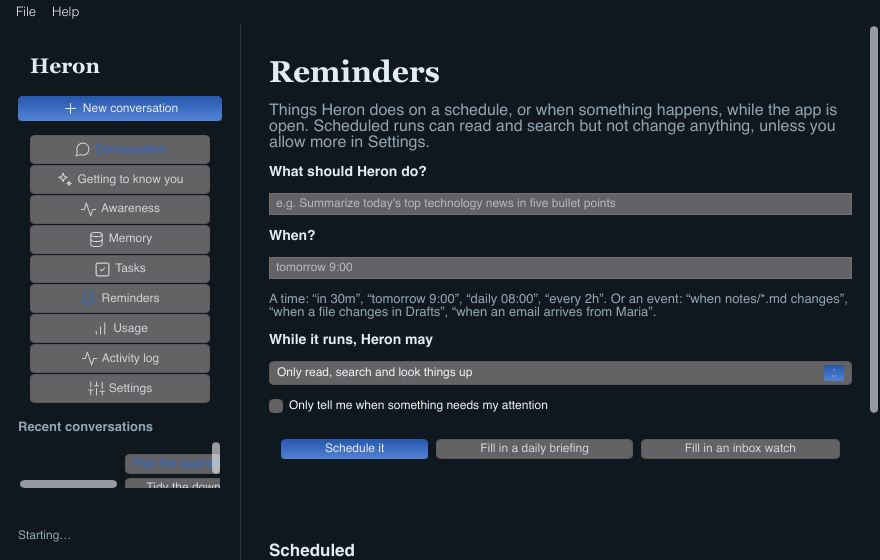 File Help
Heron
New conversation
Conversation
Getting to know you
Awareness
Memory
Tasks
Reminders
Usage
Activity log
Settings
Recent conversations
Tidy the down
Starting…
Reminders
Things Heron does on a schedule, or when something happens, while the app is
open. Scheduled runs can read and search but not change anything, unless you
allow more in Settings.
What should Heron do?
e.g. Summarize today's top technology news in five bullet points
When?
tomorrow 9:00
A time: “in 30m”, “tomorrow 9:00”, “daily 08:00”, “every 2h”. Or an event: “when notes/*.md changes”,
“when a file changes in Drafts”, “when an email arrives from Maria”.
While it runs, Heron may
Only read, search and look things up
Only tell me when something needs my attention
Schedule it
Fill in a daily briefing
Fill in an inbox watch
Scheduled